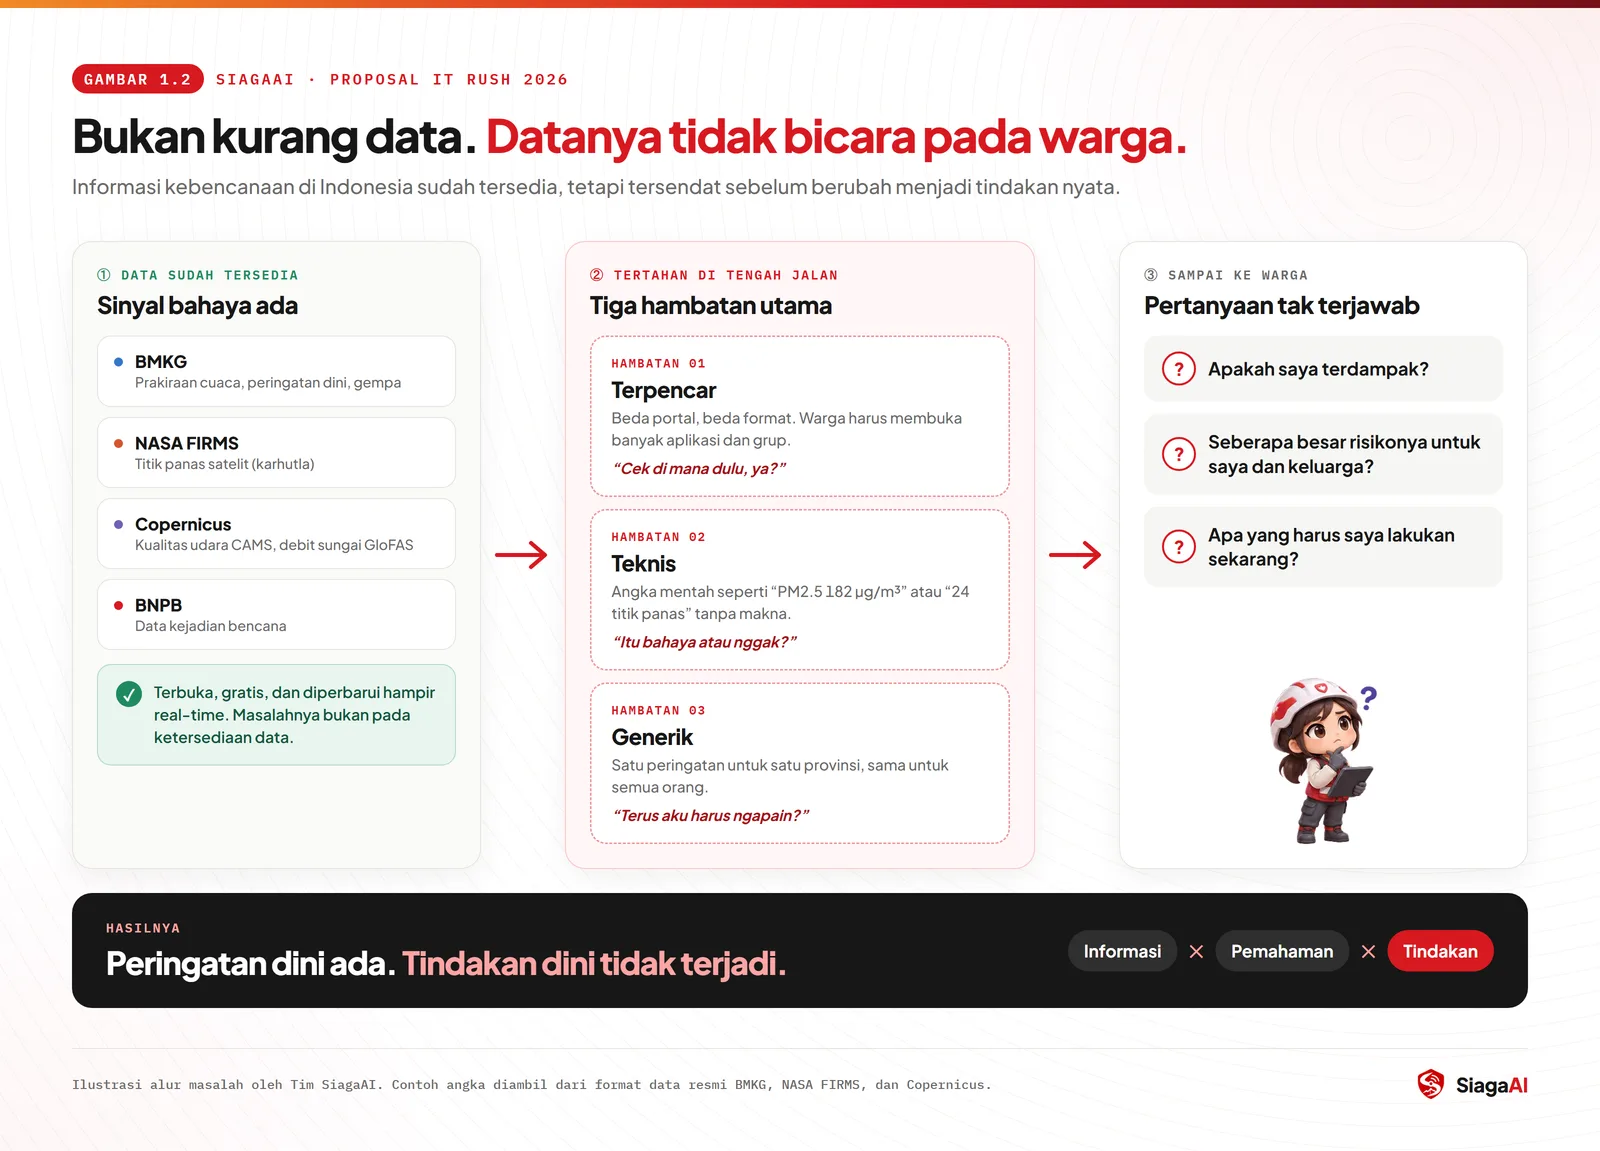 GAMBAR 1.2 SIAGAAI · PROPOSAL IT RUSH 2026
Bukan kurang data. Datanya tidak bicara pada warga.
Informasi kebencanaan di Indonesia sudah tersedia, tetapi tersendat sebelum berubah menjadi tindakan nyata.
① DATA SUDAH TERSEDIA
Sinyal bahaya ada
BMKG
Prakiraan cuaca, peringatan dini, gempa
NASA FIRMS
Titik panas satelit (karhutla)
Copernicus
Kualitas udara CAMS, debit sungai GloFAS
BNPB
Data kejadian bencana
Terbuka, gratis, dan diperbarui hampir
real-time. Masalahnya bukan pada
ketersediaan data.
② TERTAHAN DI TENGAH JALAN
Tiga hambatan utama
HAMBATAN 01
Terpencar
Beda portal, beda format. Warga harus membuka
banyak aplikasi dan grup.
“Cek di mana dulu, ya?”
HAMBATAN 02
Teknis
Angka mentah seperti “PM2.5 182 µg/m³” atau “24
titik panas” tanpa makna.
“Itu bahaya atau nggak?”
HAMBATAN 03
Generik
Satu peringatan untuk satu provinsi, sama untuk
semua orang.
“Terus aku harus ngapain?”
③ SAMPAI KE WARGA
Pertanyaan tak terjawab
? Apakah saya terdampak?
? Seberapa besar risikonya untuk
saya dan keluarga?
? Apa yang harus saya lakukan
sekarang?
?
HASILNYA
Peringatan dini ada. Tindakan dini tidak terjadi.
Informasi × Pemahaman × Tindakan
Ilustrasi alur masalah oleh Tim SiagaAI. Contoh angka diambil dari format data resmi BMKG, NASA FIRMS, dan Copernicus.
SiagaAI